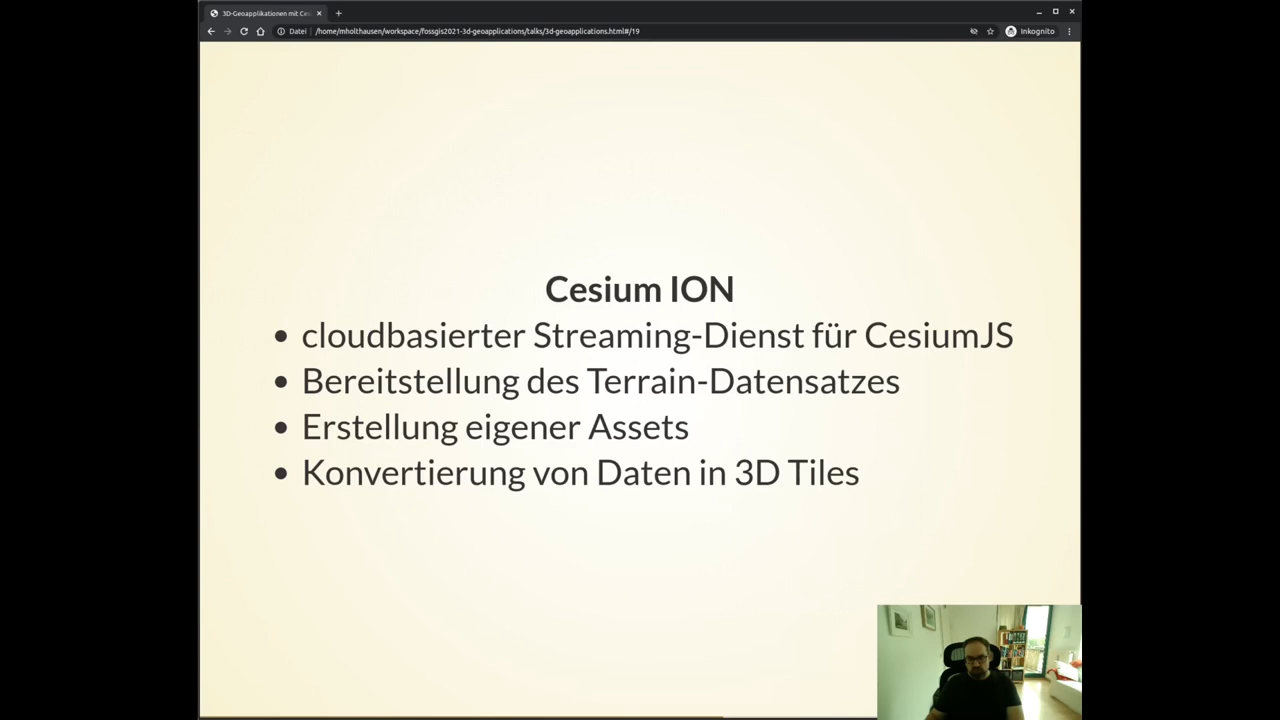 3D-Geoapplikationen mit Ces
Datei
/home/mholthausen/workspace/fossgis2021-3d-geoapplications/talks/3d-geoapplications.html#/19
Inkognito
Cesium ION
• cloudbasierter Streaming-Dienst für CesiumJS
• Bereitstellung des Terrain-Datensatzes
• Erstellung eigener Assets
• Konvertierung von Daten in 3D Tiles